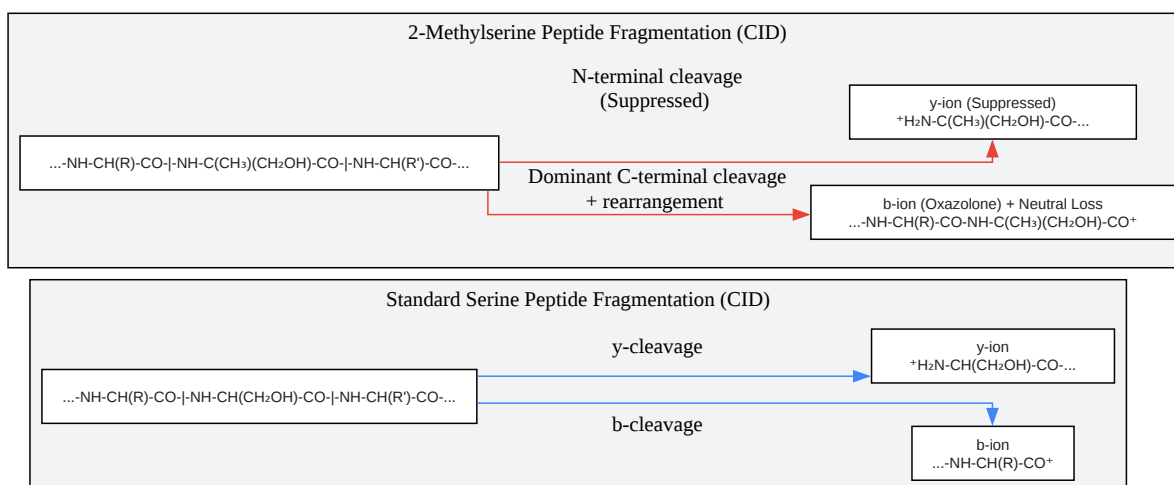 2-Methylserine Peptide Fragmentation (CID)
N-terminal cleavage
(Suppressed)
y-ion (Suppressed)
⁺H₂N-C(CH₃)(CH₂OH)-CO-...
...-NH-CH(R)-CO-|-NH-C(CH₃)(CH₂OH)-CO-|-NH-CH(R')-CO-...
Dominant C-terminal cleavage
+ rearrangement
b-ion (Oxazolone) + Neutral Loss
...-NH-CH(R)-CO-NH-C(CH₃)(CH₂OH)-CO⁺
Standard Serine Peptide Fragmentation (CID)
y-cleavage
y-ion
⁺H₂N-CH(CH₂OH)-CO-...
...-NH-CH(R)-CO-|-NH-CH(CH₂OH)-CO-|-NH-CH(R')-CO-...
b-cleavage
b-ion
...-NH-CH(R)-CO⁺